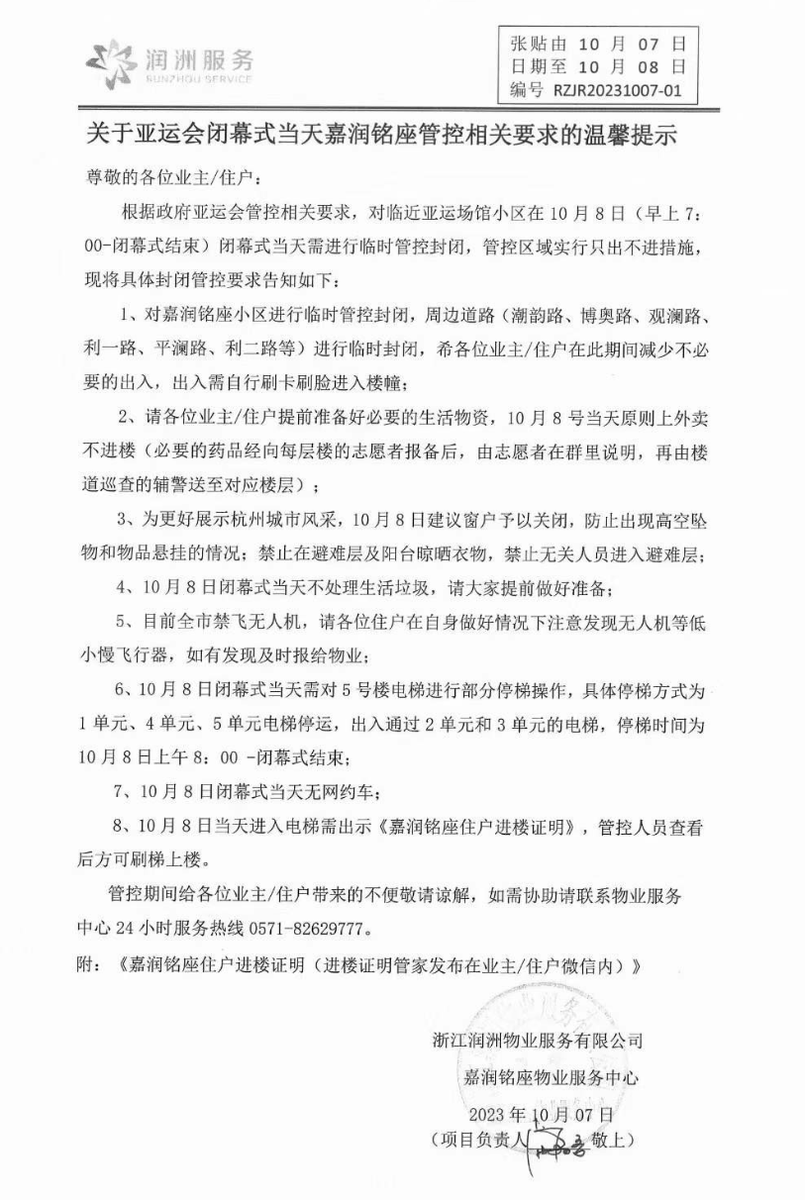 润洲服务
RUNZHOU SERVICE
张贴由 10 月 07 日
日期至 10 月 08 日
编号 RZJR20231007-01
关于亚运会闭幕式当天嘉润铭座管控相关要求的温馨提示
尊敬的各位业主/住户：
根据政府亚运会管控相关要求，对临近亚运场馆小区在 10 月 8 日（早上 7：
00-闭幕式结束）闭幕式当天需进行临时管控封闭，管控区域实行只出不进措施，
现将具体封闭管控要求告知如下：
1、对嘉润铭座小区进行临时管控封闭，周边道路（潮韵路、博奥路、观澜路、
利一路、平澜路、利二路等）进行临时封闭，希各位业主/住户在此期间减少不必
要的出入，出入需自行刷卡刷脸进入楼幢；
2、请各位业主/住户提前准备好必要的生活物资，10 月 8 号当天原则上外卖
不进楼（必要的药品经向每层楼的志愿者报备后，由志愿者在群里说明，再由楼
道巡查的辅警送至对应楼层）；
3、为更好展示杭州城市风采，10 月 8 日建议窗户予以关闭，防止出现高空坠
物和物品悬挂的情况；禁止在避难层及阳台晾晒衣物，禁止无关人员进入避难层；
4、10 月 8 日闭幕式当天不处理生活垃圾，请大家提前做好准备；
5、目前全市禁飞无人机，请各位住户在自身做好情况下注意发现无人机等低
小慢飞行器，如有发现及时报给物业；
6、10 月 8 日闭幕式当天需对 5 号楼电梯进行部分停梯操作，具体停梯方式为
1 单元、4 单元、5 单元电梯停运，出入通过 2 单元和 3 单元的电梯，停梯时间为
10 月 8 日上午 8：00 -闭幕式结束；
7、10 月 8 日闭幕式当天无网约车；
8、10 月 8 日当天进入电梯需出示《嘉润铭座住户进楼证明》，管控人员查看
后方可刷梯上楼。
管控期间给各位业主/住户带来的不便敬请谅解，如需协助请联系物业服务
中心 24 小时服务热线 0571-82629777。
附：《嘉润铭座住户进楼证明（进楼证明管家发布在业主/住户微信内）》
浙江润洲物业服务有限公司
嘉润铭座物业服务中心
2023 年 10 月 07 日
（项目负责人 敬上）